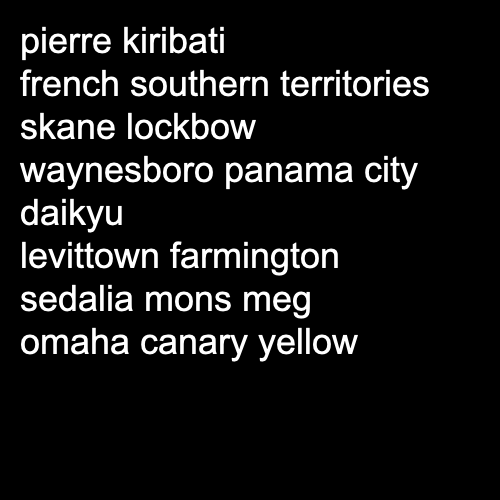 pierre kiribati
french southern territories
skane lockbow
waynesboro panama city
daikyu
levittown farmington
sedalia mons meg
omaha canary yellow